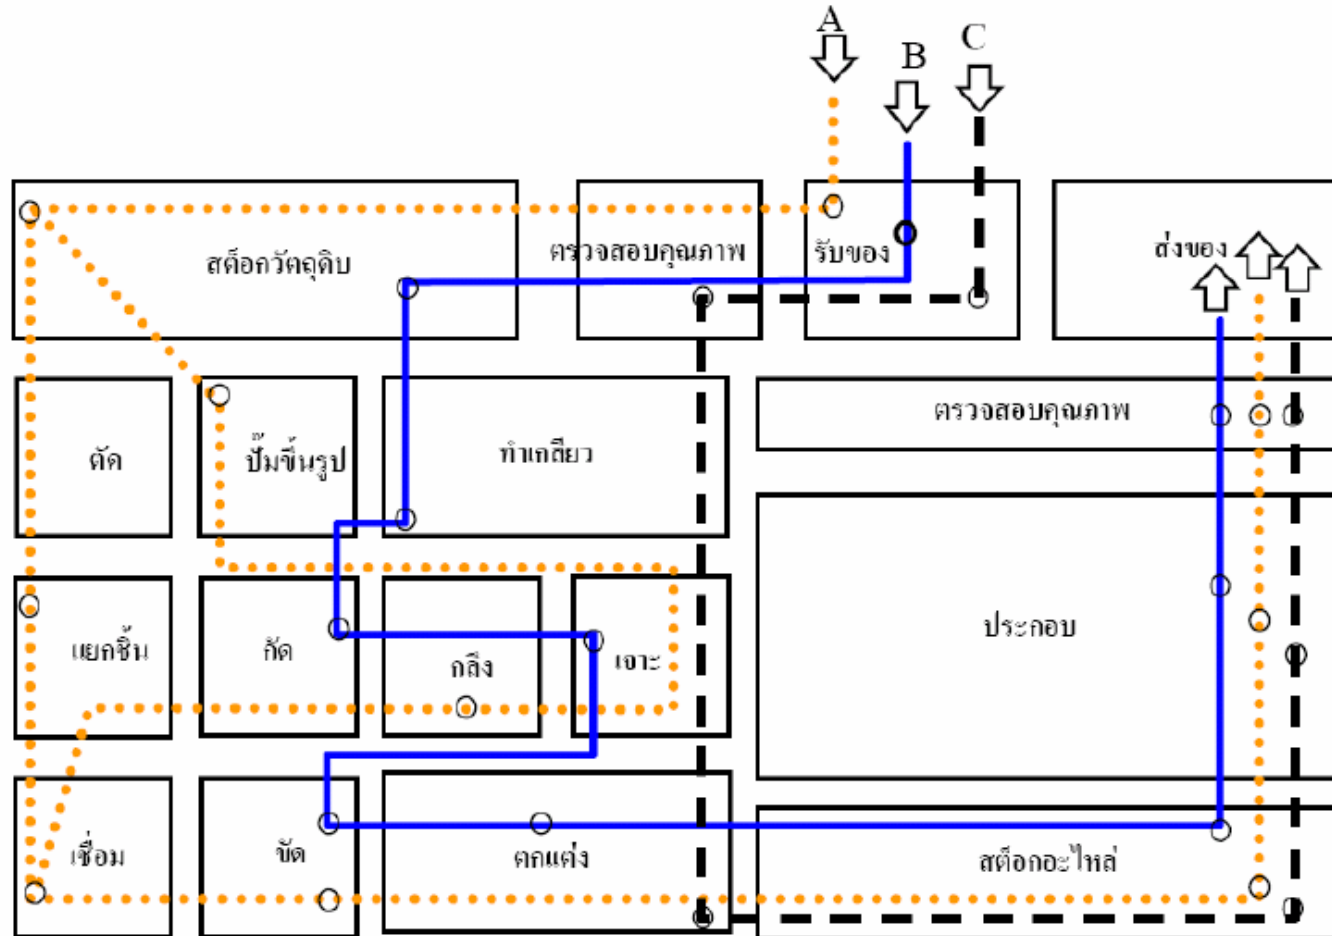 A
B
C
สต็อกวัตถุดิบ
ตรวจสอบคุณภาพ
รับของ
ส่งของ
ตัด
ปั๊มขึ้นรูป
ทำเกลียว
ตรวจสอบคุณภาพ
แยกชิ้น
กัด
กลึง
เจาะ
ประกอบ
เชื่อม
ขัด
ตกแต่ง
สต็อกอะไหล่